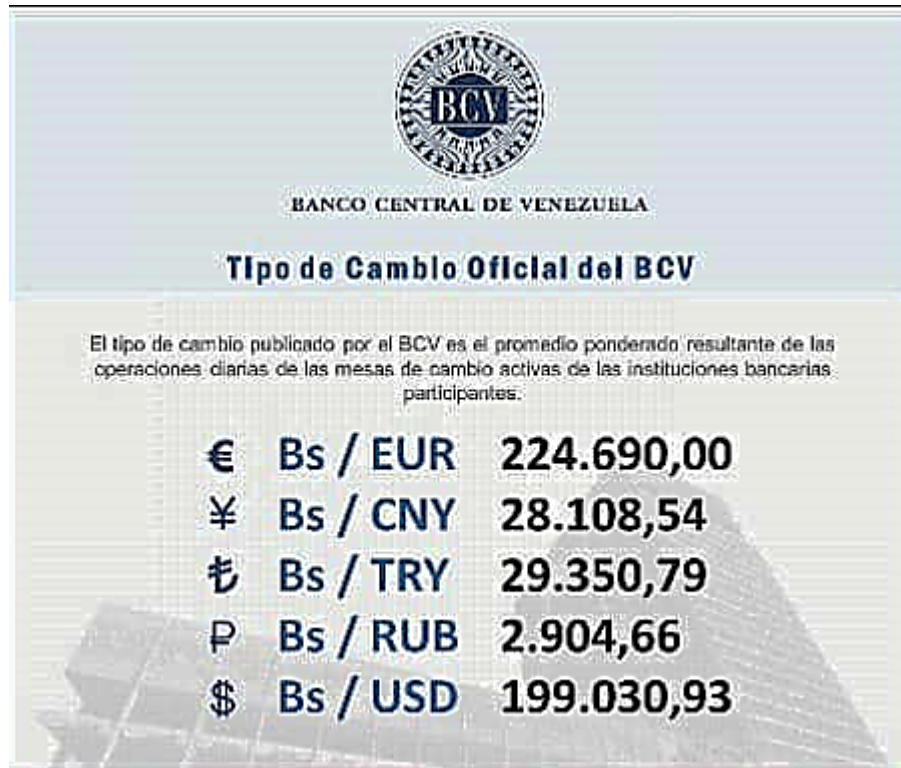 BCV
BANCO CENTRAL DE VENEZUELA
Tipo de Cambio Oficial del BCV
El tipo de cambio publicado por el BCV es el promedio ponderado resultante de las
operaciones diarias de las mesas de cambio activas de las instituciones bancarias
participantes.
€ Bs / EUR 224.690,00
¥ Bs / CNY 28.108,54
₺ Bs / TRY 29.350,79
₽ Bs / RUB 2.904,66
$ Bs / USD 199.030,93